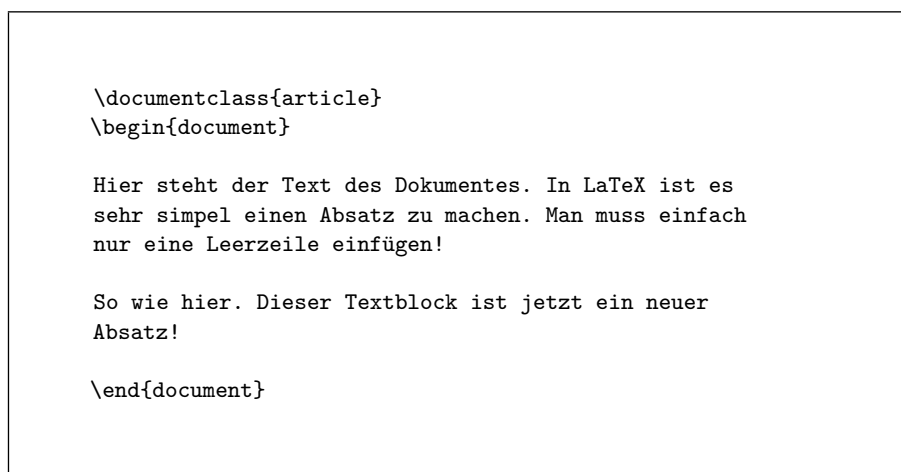 \documentclass{article}
\begin{document}
Hier steht der Text des Dokumentes. In LaTeX ist es
sehr simpel einen Absatz zu machen. Man muss einfach
nur eine Leerzeile einfügen!
So wie hier. Dieser Textblock ist jetzt ein neuer
Absatz!
\end{document}